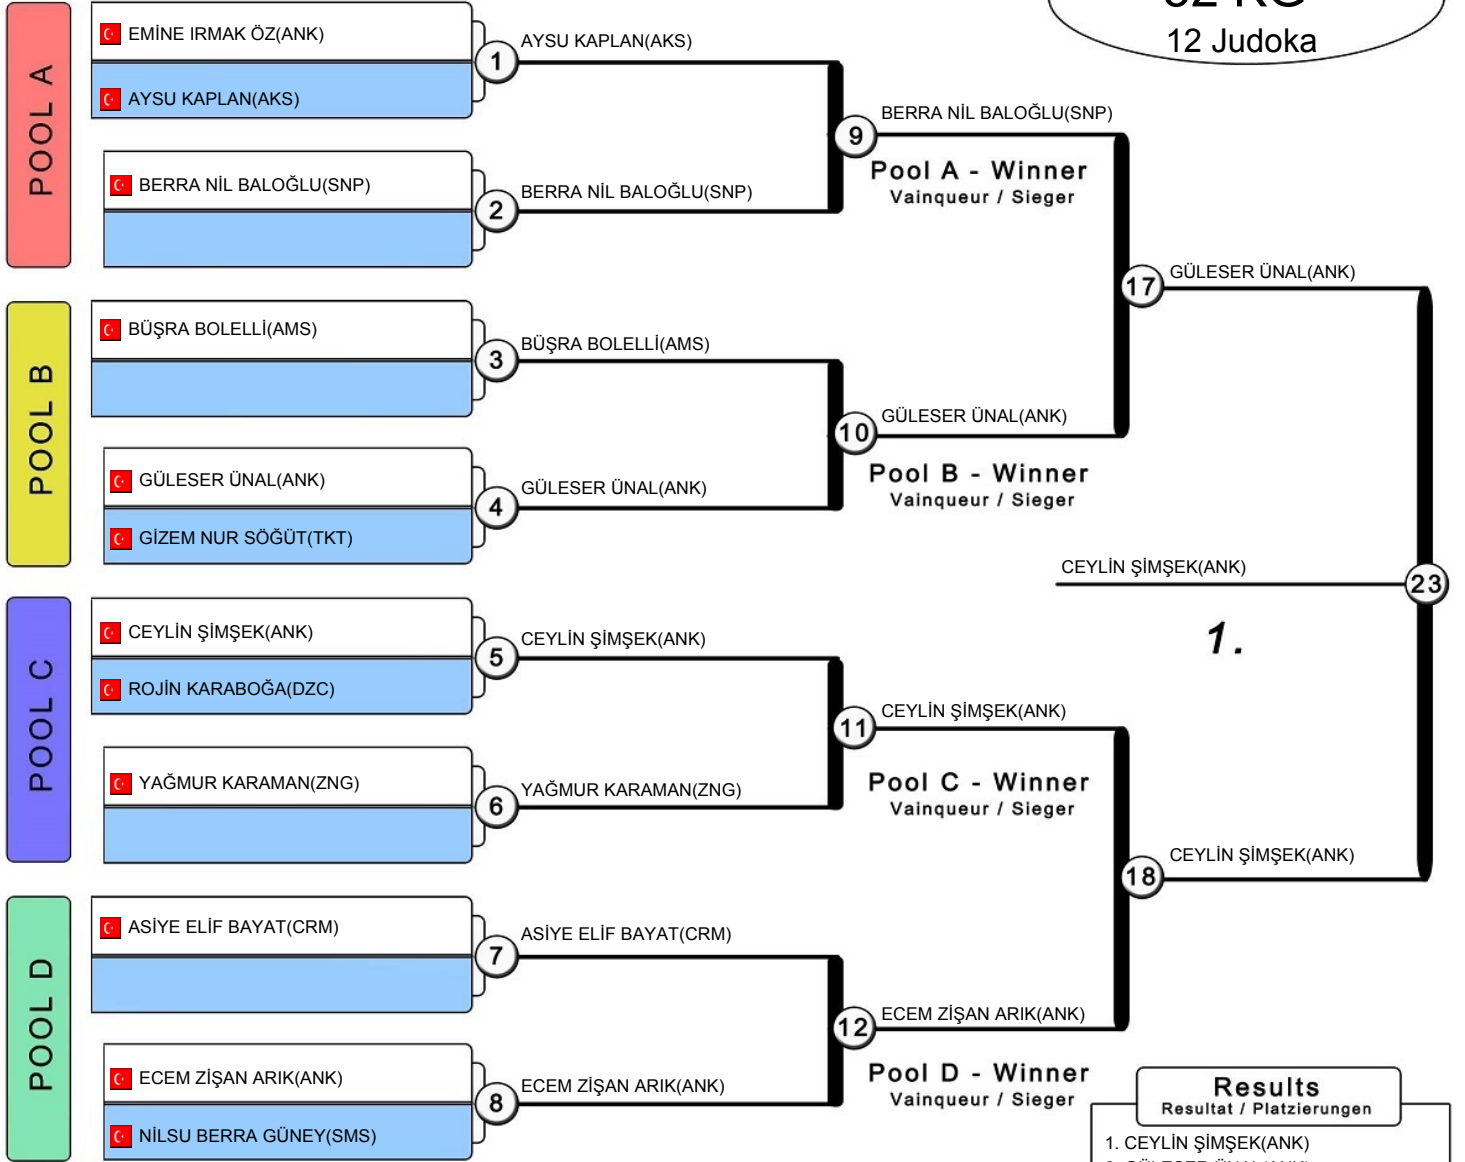 12 Judoka
POOL A
EMİNE IRMAK ÖZ(ANK)
AYSU KAPLAN(AKS)
1
AYSU KAPLAN(AKS)
BERRA NİL BALOĞLU(SNP)
2
BERRA NİL BALOĞLU(SNP)
9
BERRA NİL BALOĞLU(SNP)
Pool A - Winner
Vainqueur / Sieger
POOL B
BÜŞRA BOLELLİ(AMS)
3
BÜŞRA BOLELLİ(AMS)
GÜLESER ÜNAL(ANK)
GİZEM NUR SÖĞÜT(TKT)
4
GÜLESER ÜNAL(ANK)
10
GÜLESER ÜNAL(ANK)
Pool B - Winner
Vainqueur / Sieger
17
GÜLESER ÜNAL(ANK)
CEYLİN ŞİMŞEK(ANK)
23
1.
POOL C
CEYLİN ŞİMŞEK(ANK)
ROJİN KARABOĞA(DZC)
5
CEYLİN ŞİMŞEK(ANK)
YAĞMUR KARAMAN(ZNG)
6
YAĞMUR KARAMAN(ZNG)
11
CEYLİN ŞİMŞEK(ANK)
Pool C - Winner
Vainqueur / Sieger
18
CEYLİN ŞİMŞEK(ANK)
POOL D
ASİYE ELİF BAYAT(CRM)
7
ASİYE ELİF BAYAT(CRM)
ECEM ZİŞAN ARIK(ANK)
NİLSU BERRA GÜNEY(SMS)
8
ECEM ZİŞAN ARIK(ANK)
12
ECEM ZİŞAN ARIK(ANK)
Pool D - Winner
Vainqueur / Sieger
Results
Resultat / Platzierungen
1. CEYLİN ŞİMŞEK(ANK)